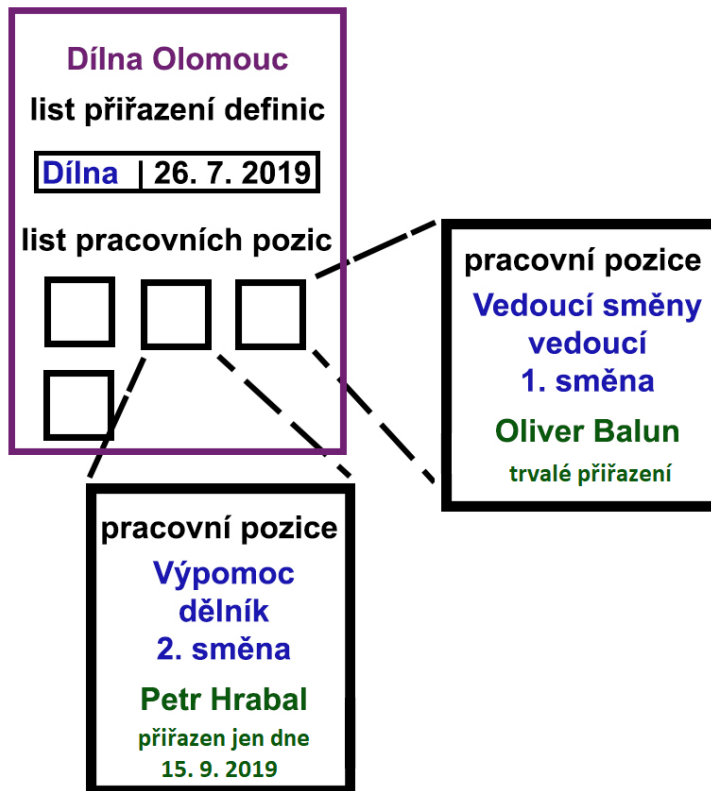 Dílna Olomouc
list přiřazení definic
Dílna | 26. 7. 2019
list pracovních pozic
pracovní pozice
Vedoucí směny
vedoucí
1. směna
Oliver Balun
trvalé přiřazení
pracovní pozice
Výpomoc
dělník
2. směna
Petr Hrabal
přiřazen jen dne
15. 9. 2019